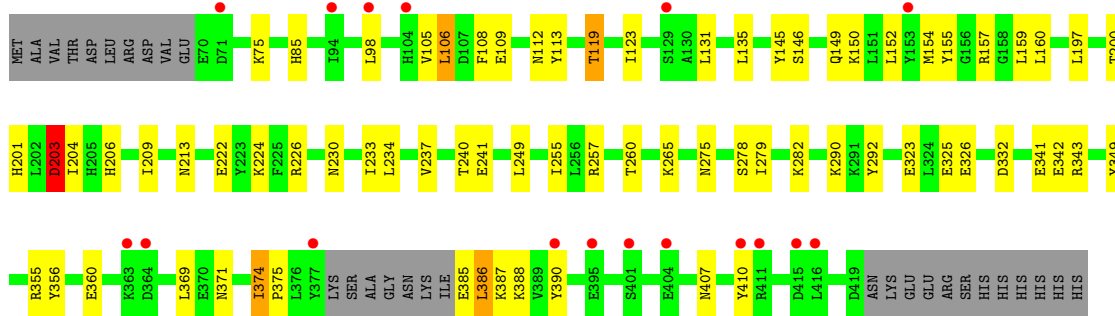 MET ALA VAL THR ASP LEU ARG ASP VAL GLU E70 D71 K75 H85 I94 L98 H104 V105 L106 D107 F108 E109 N112 Y113 T119 I123 S129 A130 L131 L135 Y145 S146 Q149 K150 L151 L152 Y153 M154 Y155 G156 R157 G158 L159 L160 L197
H201 L202 D203 I204 H205 H206 I209 N213 E222 Y223 K224 F225 R226 N230 I233 L234 V237 T240 E241 L249 I255 L256 R257 T260 K265 N275 S278 I279 K282 K290 K291 Y292 E323 L324 E325 E326 D332 E341 E342 R343
R355 Y356 E360 K363 D364 L369 E370 N371 I374 P375 L376 Y377 LYS SER ALA GLY ASN LYS ILE E385 L386 K387 K388 V389 Y390 E395 S401 E404 N407 Y410 R411 D415 L416 D419 ASN LYS GLU GLU ARG SER HIS HIS HIS HIS HIS HIS